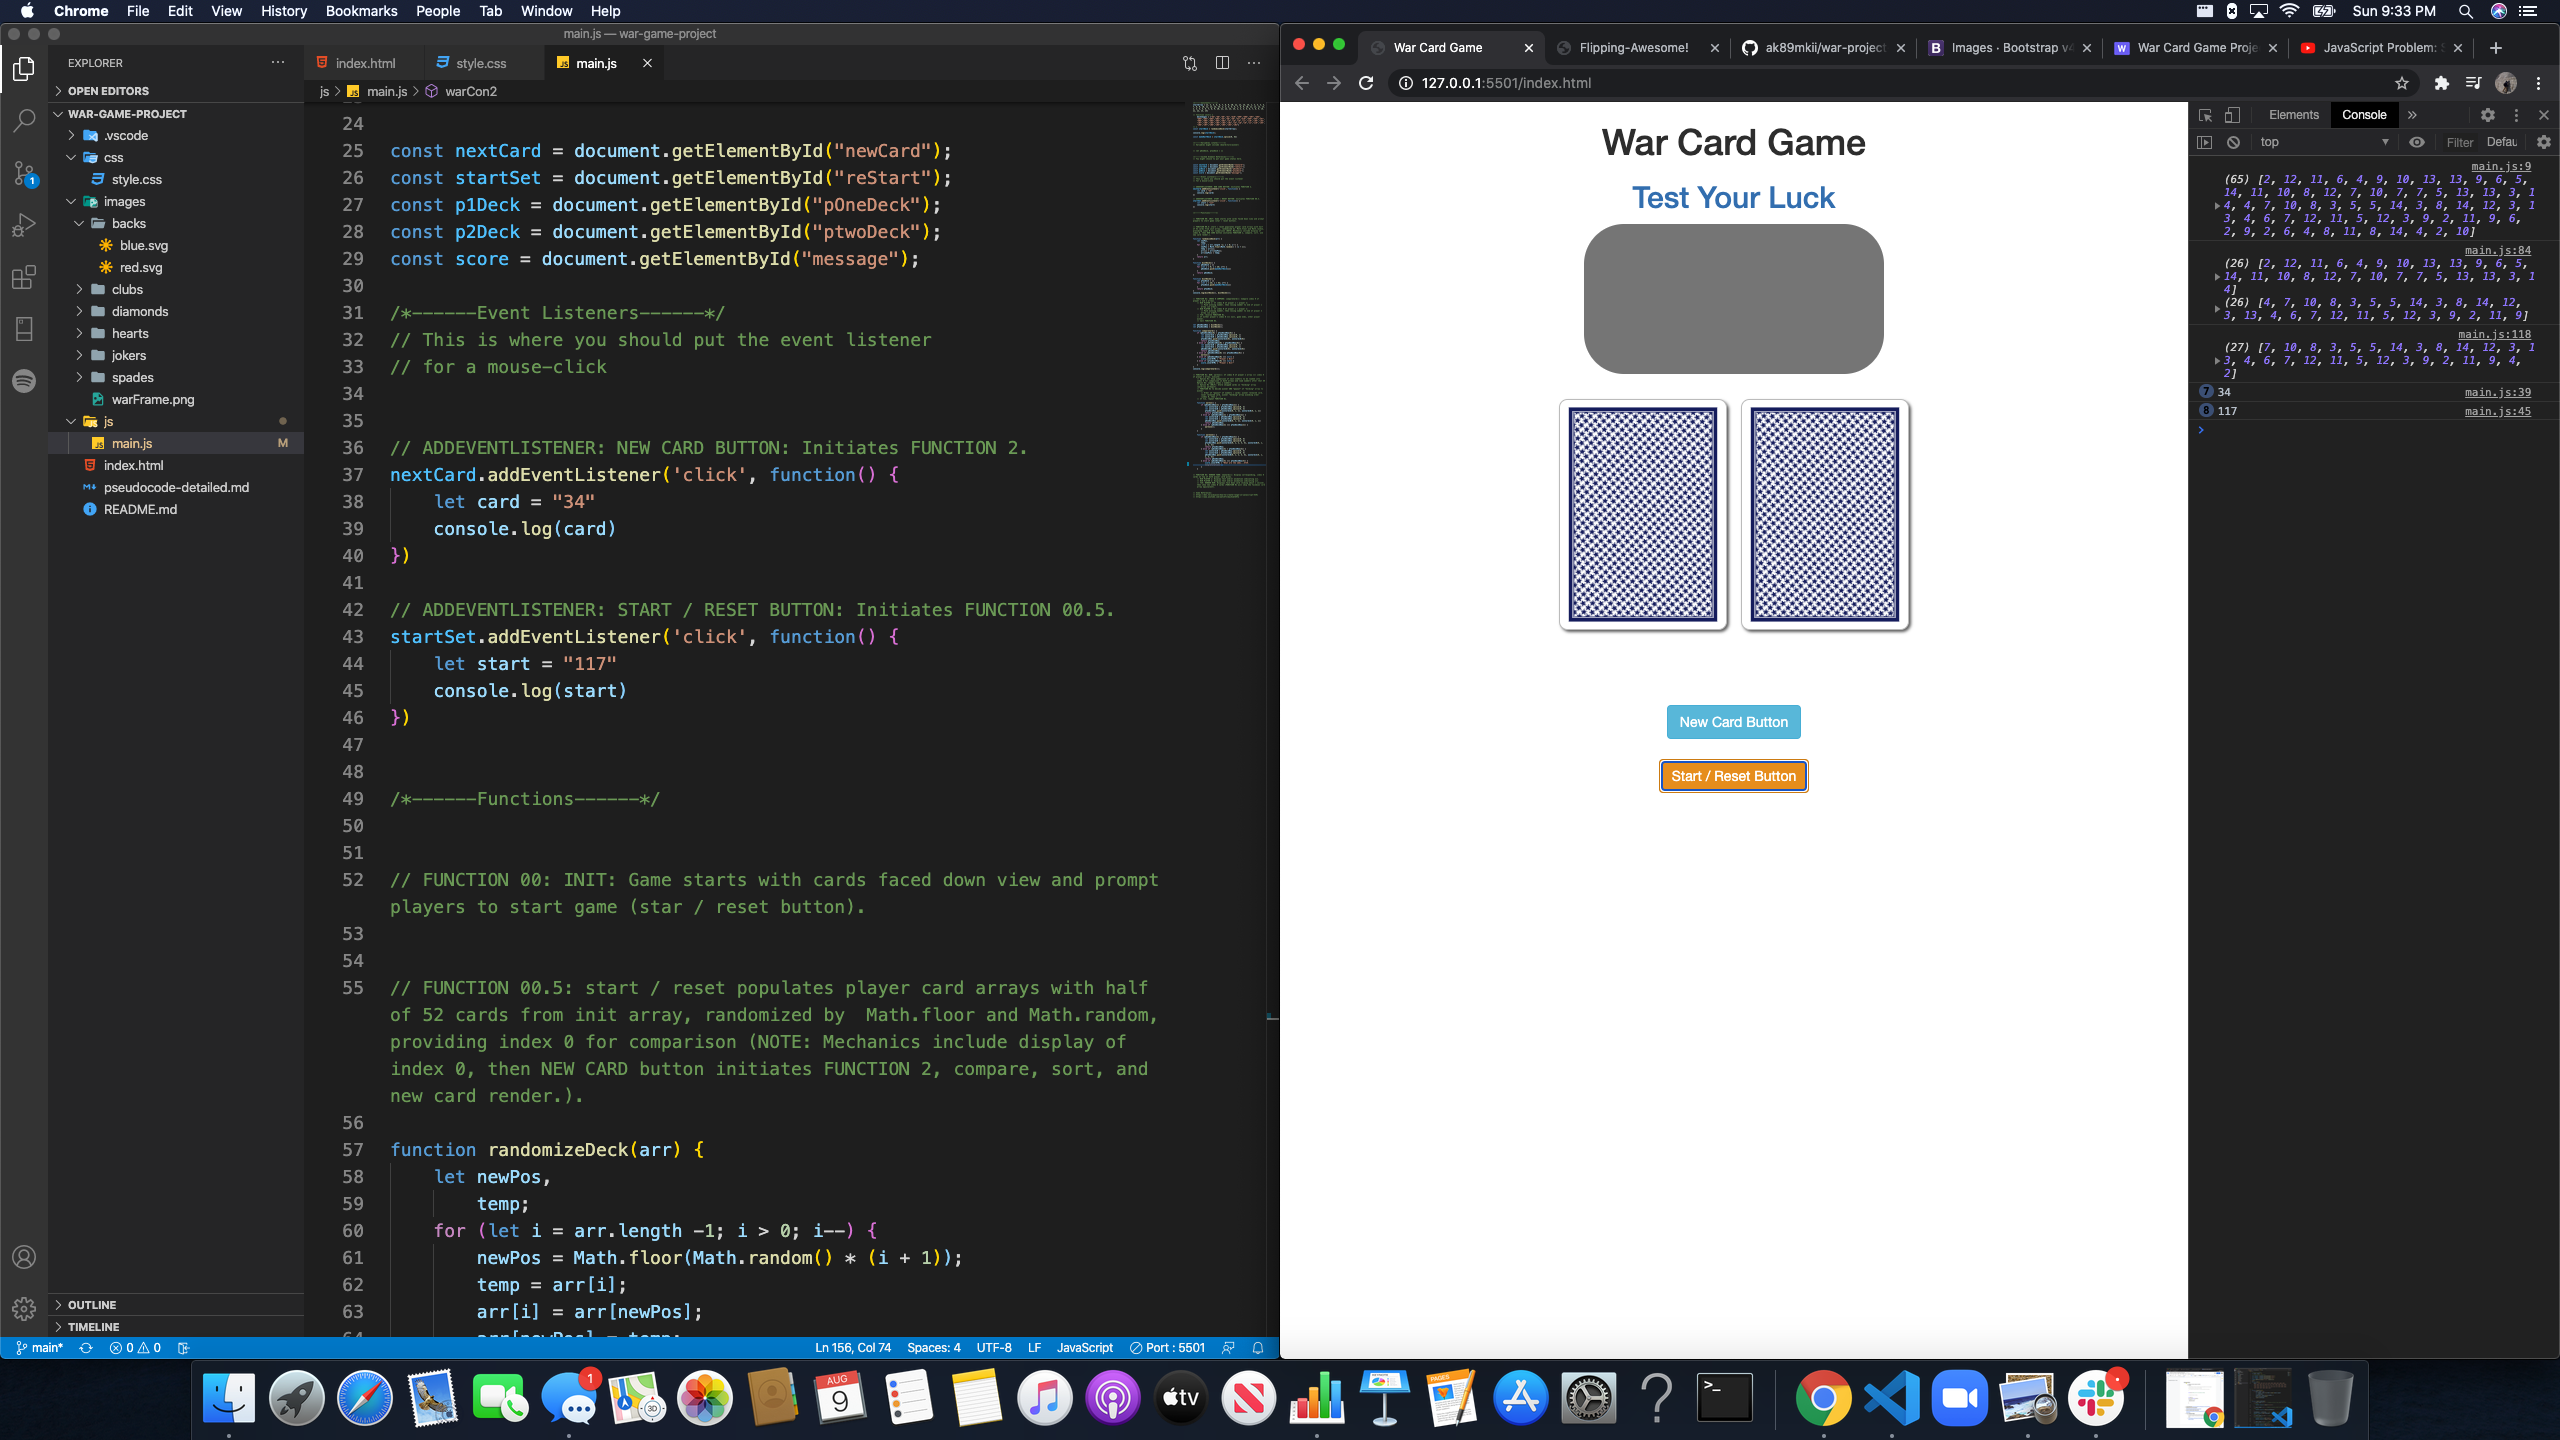 Chrome File Edit View History Bookmarks People Tab Window Help
Sun 9:33 PM
main.js — war-game-project
EXPLORER
OPEN EDITORS
WAR-GAME-PROJECT
.vscode
css
style.css
images
backs
blue.svg
red.svg
clubs
diamonds
hearts
jokers
spades
warFrame.png
js
main.js M
index.html
pseudocode-detailed.md
README.md
OUTLINE
TIMELINE
index.html style.css main.js
js > main.js > warCon2
24
25 const nextCard = document.getElementById("newCard");
26 const startSet = document.getElementById("reStart");
27 const p1Deck = document.getElementById("pOneDeck");
28 const p2Deck = document.getElementById("ptwoDeck");
29 const score = document.getElementById("message");
30
31 /*------Event Listeners------*/
32 // This is where you should put the event listener
33 // for a mouse-click
34
35
36 // ADDEVENTLISTENER: NEW CARD BUTTON: Initiates FUNCTION 2.
37 nextCard.addEventListener('click', function() {
38 let card = "34"
39 console.log(card)
40 })
41
42 // ADDEVENTLISTENER: START / RESET BUTTON: Initiates FUNCTION 00.5.
43 startSet.addEventListener('click', function() {
44 let start = "117"
45 console.log(start)
46 })
47
48
49 /*------Functions------*/
50
51
52 // FUNCTION 00: INIT: Game starts with cards faced down view and prompt
players to start game (star / reset button).
53
54
55 // FUNCTION 00.5: start / reset populates player card arrays with half
of 52 cards from init array, randomized by  Math.floor and Math.random,
providing index 0 for comparison (NOTE: Mechanics include display of
index 0, then NEW CARD button initiates FUNCTION 2, compare, sort, and
new card render.).
56
57 function randomizeDeck(arr) {
58 let newPos,
59 temp;
60 for (let i = arr.length -1; i > 0; i--) {
61 newPos = Math.floor(Math.random() * (i + 1));
62 temp = arr[i];
63 arr[i] = arr[newPos];
main* 0 0
Ln 156, Col 74 Spaces: 4 UTF-8 LF JavaScript Port : 5501
War Card Game Flipping-Awesome! ak89mkii/war-project Images · Bootstrap v4 War Card Game Proje JavaScript Problem:
127.0.0.1:5501/index.html
War Card Game
Test Your Luck
New Card Button
Start / Reset Button
Elements Console
top Filter Defau
main.js:9
(65) [2, 12, 11, 6, 4, 9, 10, 13, 13, 9, 6, 5,
14, 11, 10, 8, 12, 7, 10, 7, 7, 5, 13, 13, 3, 1
4, 4, 7, 10, 8, 3, 5, 5, 14, 3, 8, 14, 12, 3, 1
3, 4, 6, 7, 12, 11, 5, 12, 3, 9, 2, 11, 9, 6,
2, 9, 2, 6, 4, 8, 11, 8, 14, 4, 2, 10]
main.js:84
(26) [2, 12, 11, 6, 4, 9, 10, 13, 13, 9, 6, 5,
14, 11, 10, 8, 12, 7, 10, 7, 7, 5, 13, 13, 3, 1
4]
(26) [4, 7, 10, 8, 3, 5, 5, 14, 3, 8, 14, 12,
3, 13, 4, 6, 7, 12, 11, 5, 12, 3, 9, 2, 11, 9]
main.js:118
(27) [7, 10, 8, 3, 5, 5, 14, 3, 8, 14, 12, 3, 1
3, 4, 6, 7, 12, 11, 5, 12, 3, 9, 2, 11, 9, 4,
2]
7 34 main.js:39
8 117 main.js:45
1
AUG
9
3D
tv
PAGES
>_